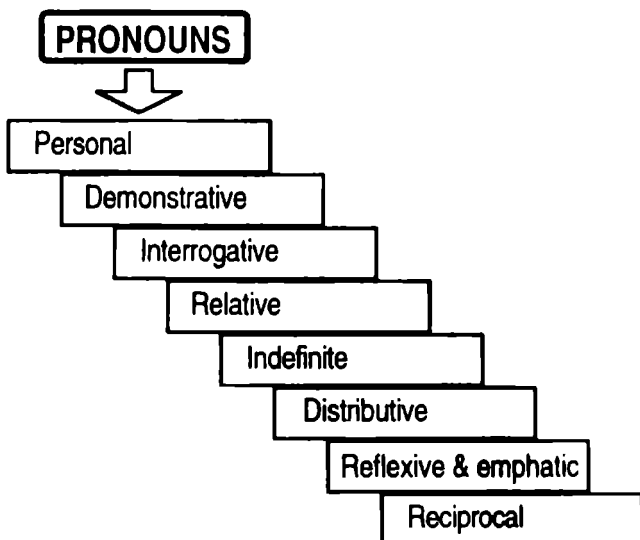 PRONOUNS
Personal
Demonstrative
Interrogative
Relative
Indefinite
Distributive
Reflexive & emphatic
Reciprocal